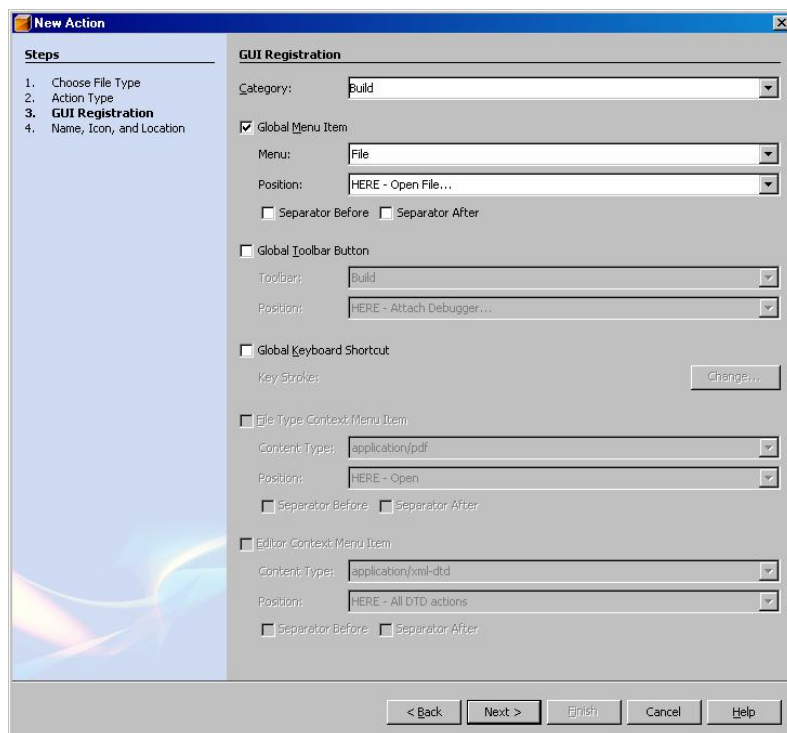 New Action
Steps
1. Choose File Type
2. Action Type
3. GUI Registration
4. Name, Icon, and Location
GUI Registration
Category: Build
Global Menu Item
Menu: File
Position: HERE - Open File...
Separator Before Separator After
Global Toolbar Button
Toolbar: Build
Position: HERE - Attach Debugger...
Global Keyboard Shortcut
Key Stroke: Change...
File Type Context Menu Item
Content Type: application/pdf
Position: HERE - Open
Separator Before Separator After
Editor Context Menu Item
Content Type: application/xml-dtd
Position: HERE - All DTD actions
Separator Before Separator After
< Back Next > Finish Cancel Help